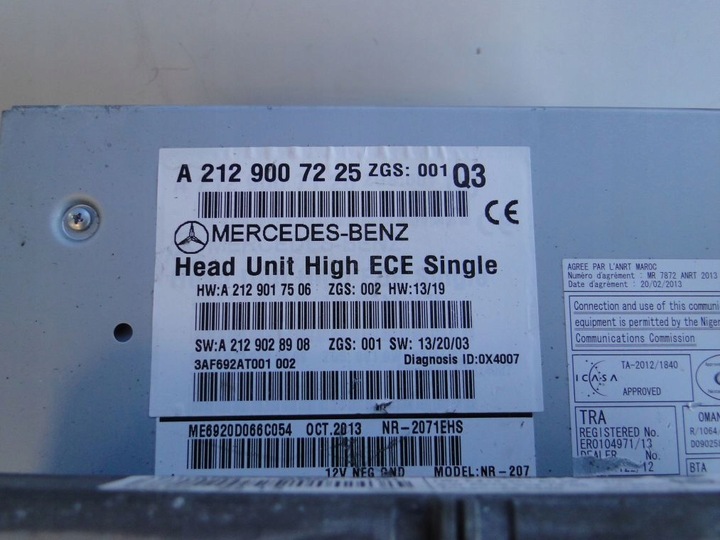 A 212 900 72 25 ZGS: 001 Q3
CE
MERCEDES-BENZ
Head Unit High ECE Single
HW:A 212 901 75 06 ZGS: 002 HW:13/19
SW:A 212 902 89 08 ZGS: 001 SW: 13/20/03
3AF692AT001 002 Diagnosis ID:0X4007
ME6920D066C054 OCT.2013 NR-2071EHS
12V NEG GND MODEL:NR-207
AGREE PAR L'ANRT MAROC
Numéro d'agrément: MR 7872 ANRT 2013
Date d'agrément: 20/02/2013
Connection and use of this
equipment is permitted by the
Communications Commission
ICASA
TA-2012/1840
APPROVED
TRA
REGISTERED No.
ER0104971/13
DEALER No.
/12
OMAN
R/1064
BTA